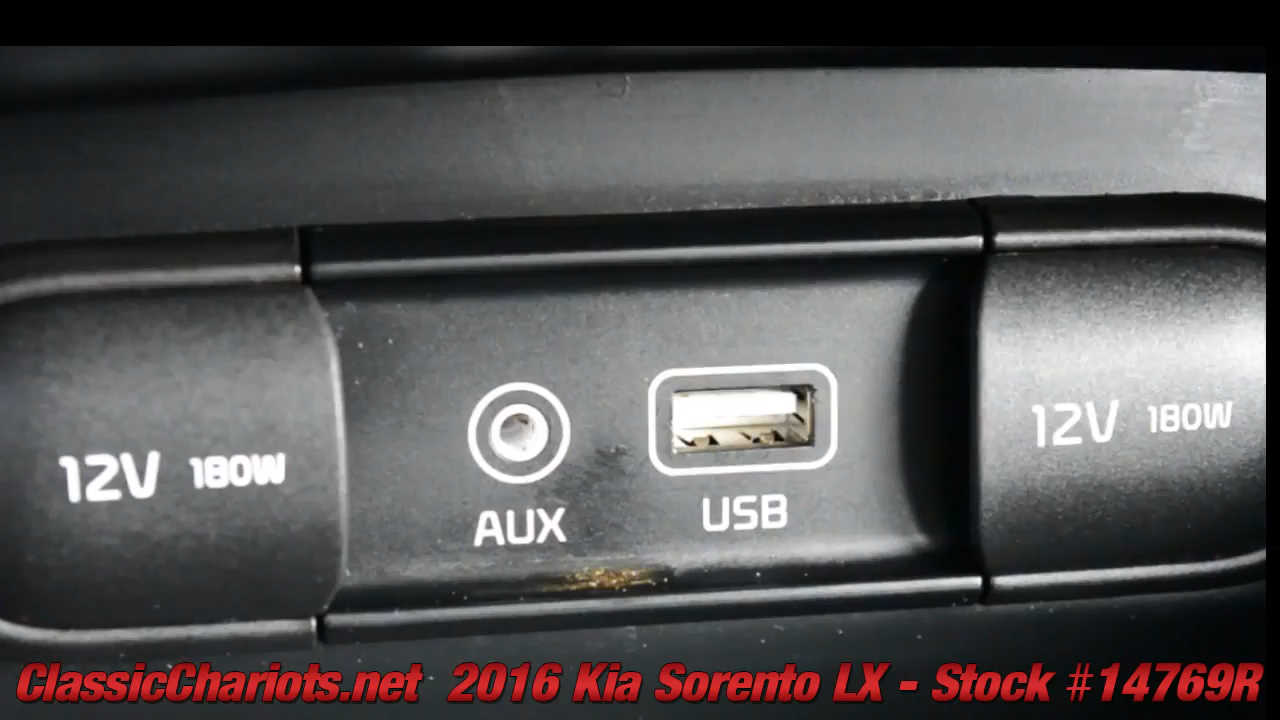 12V 180W
AUX
USB
12V 180W
ClassicChariots.net 2016 Kia Sorento LX - Stock #14769R